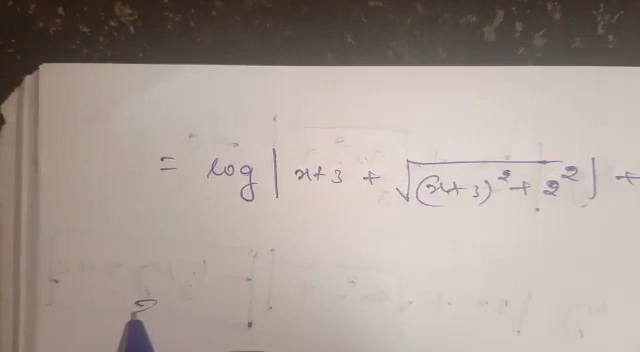 = log | x+3 + √(x+3)² + 2² | +